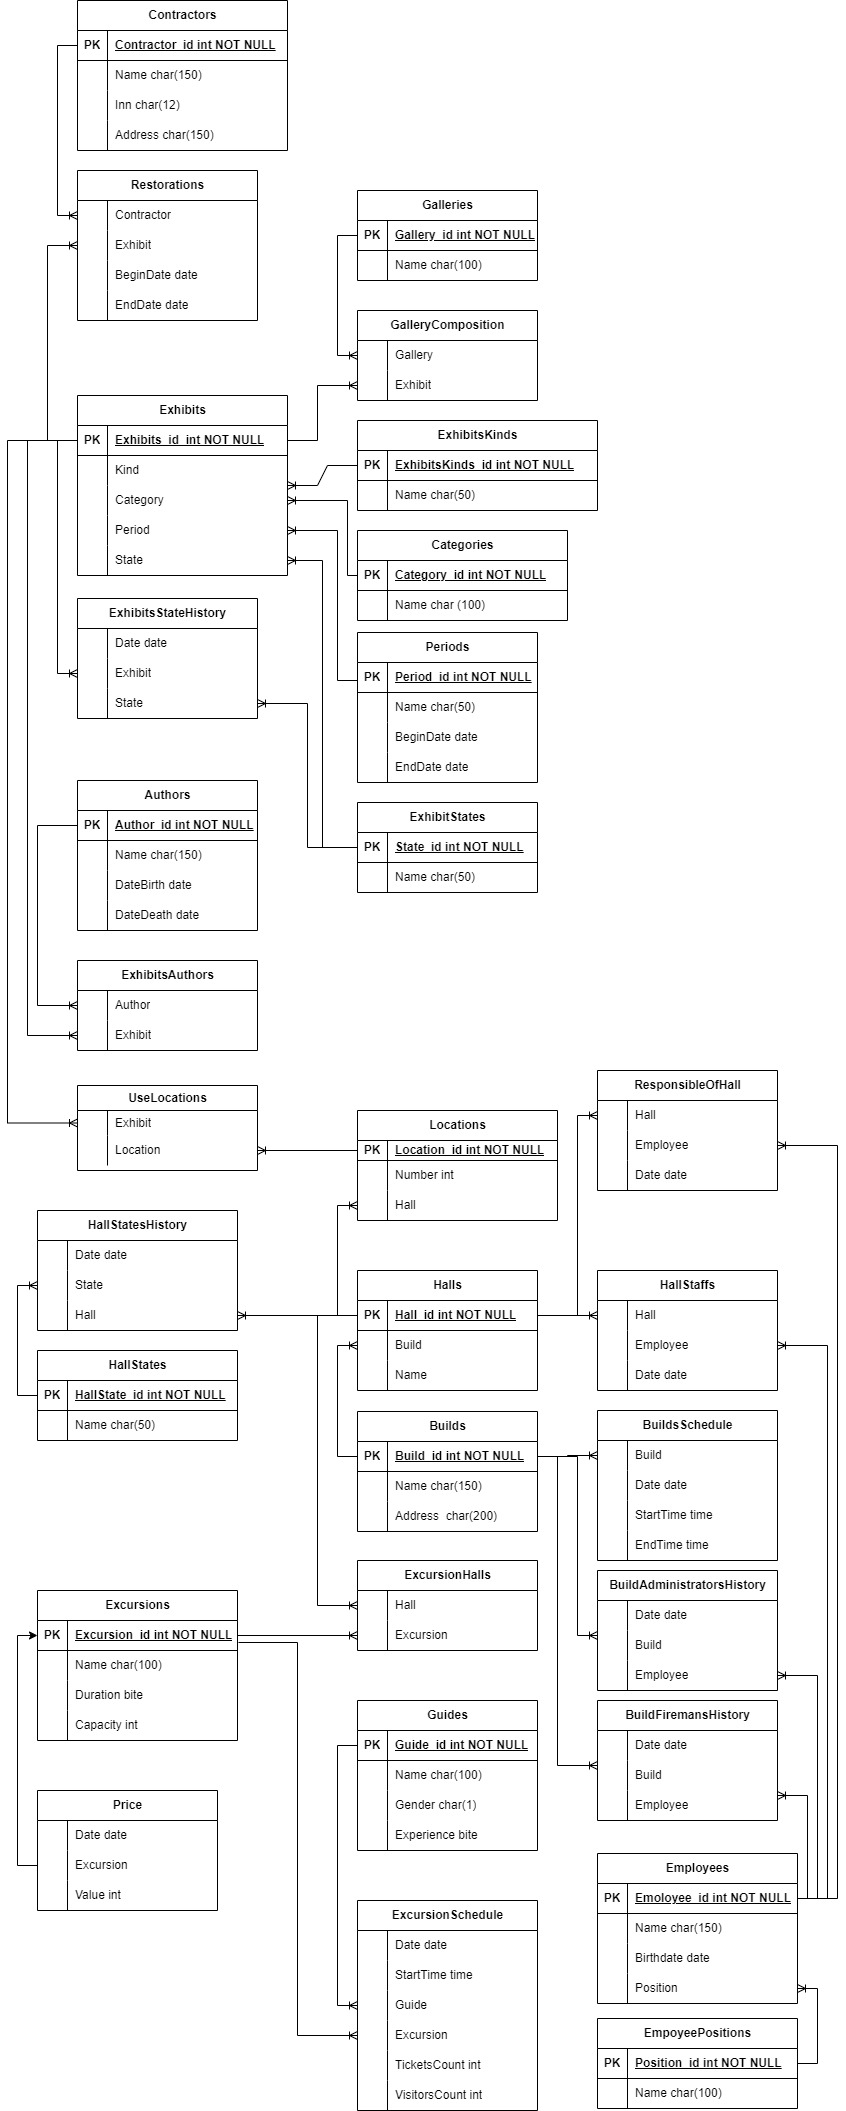 Contractors
PK Contractor_id int NOT NULL
Name char(150)
Inn char(12)
Address char(150)
Restorations
Contractor
Exhibit
BeginDate date
EndDate date
Galleries
PK Gallery_id int NOT NULL
Name char(100)
GalleryComposition
Gallery
Exhibit
Exhibits
PK Exhibits_id_int NOT NULL
Kind
Category
Period
State
ExhibitsKinds
PK ExhibitsKinds_id int NOT NULL
Name char(50)
Categories
PK Category_id int NOT NULL
Name char (100)
ExhibitsStateHistory
Date date
Exhibit
State
Periods
PK Period_id int NOT NULL
Name char(50)
BeginDate date
EndDate date
Authors
PK Author_id int NOT NULL
Name char(150)
DateBirth date
DateDeath date
ExhibitStates
PK State_id int NOT NULL
Name char(50)
ExhibitsAuthors
Author
Exhibit
UseLocations
Exhibit
Location
Locations
PK Location_id int NOT NULL
Number int
Hall
ResponsibleOfHall
Hall
Employee
Date date
HallStatesHistory
Date date
State
Hall
Halls
PK Hall_id int NOT NULL
Build
Name
HallStaffs
Hall
Employee
Date date
HallStates
PK HallState_id int NOT NULL
Name char(50)
Builds
PK Build_id int NOT NULL
Name char(150)
Address  char(200)
BuildsSchedule
Build
Date date
StartTime time
EndTime time
ExcursionHalls
Hall
Excursion
BuildAdministratorsHistory
Date date
Build
Employee
Excursions
PK Excursion_id int NOT NULL
Name char(100)
Duration bite
Capacity int
Guides
PK Guide_id int NOT NULL
Name char(100)
Gender char(1)
Experience bite
BuildFiremansHistory
Date date
Build
Employee
Price
Date date
Excursion
Value int
Employees
PK Emoloyee_id int NOT NULL
Name char(150)
Birthdate date
Position
ExcursionSchedule
Date date
StartTime time
Guide
Excursion
TicketsCount int
VisitorsCount int
EmpoyeePositions
PK Position_id int NOT NULL
Name char(100)